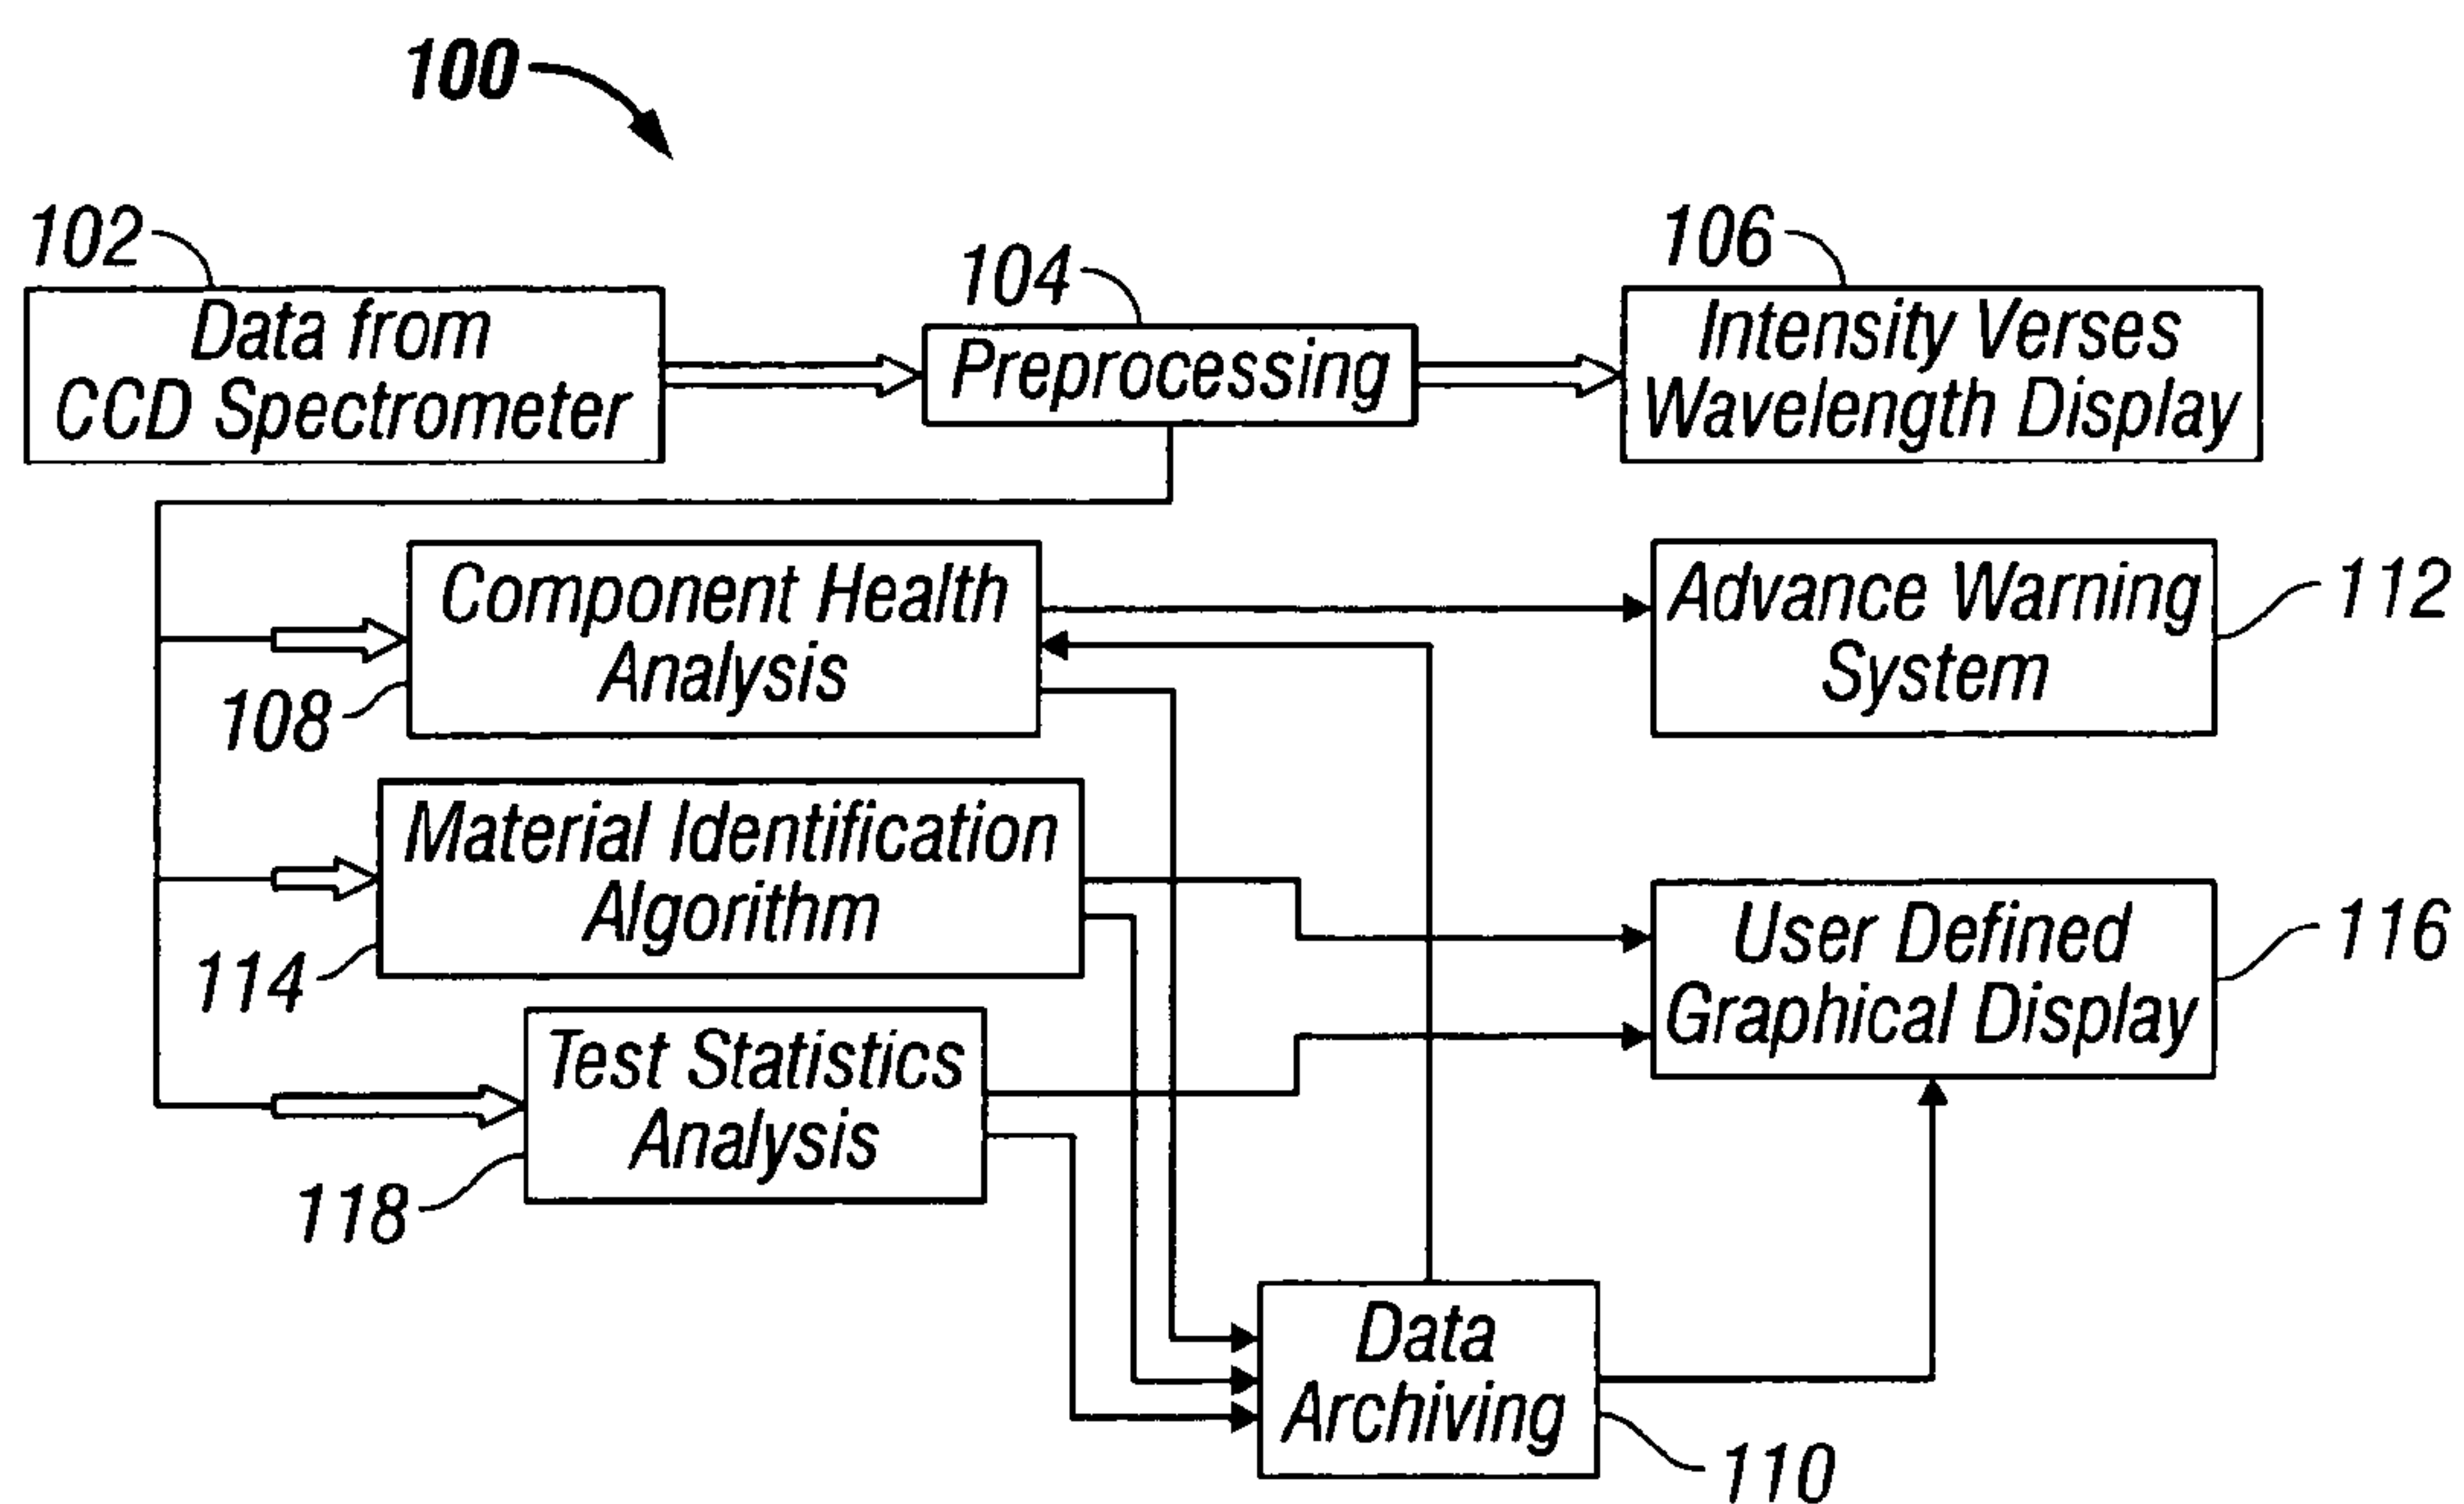 100
102
Data from
CCD Spectrometer
104
Preprocessing
106
Intensity Verses
Wavelength Display
Component Health
Analysis
108
Advance Warning
System
112
Material Identification
Algorithm
114
User Defined
Graphical Display
116
Test Statistics
Analysis
118
Data
Archiving
110